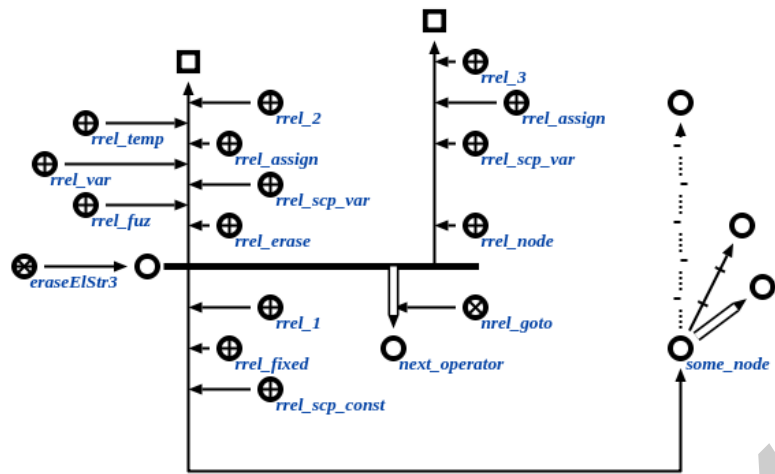 rrel_3
rrel_2
rrel_assign
rrel_temp
rrel_assign
rrel_scp_var
rrel_var
rrel_scp_var
rrel_fuz
rrel_erase
rrel_node
eraseElStr3
rrel_1
nrel_goto
rrel_fixed
next_operator
some_node
rrel_scp_const